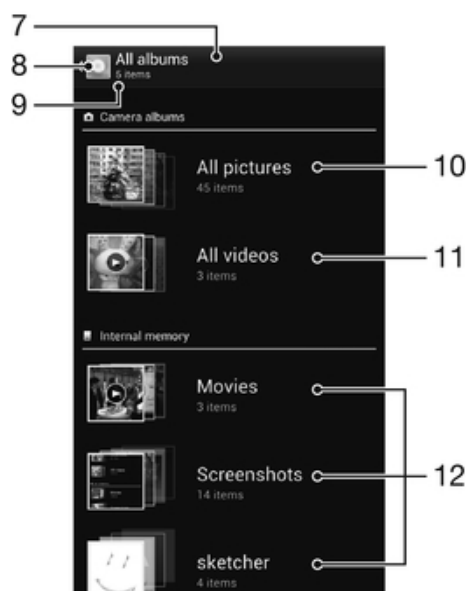 7
8
All albums
5 items
9
Camera albums
All pictures
45 items
10
All videos
3 items
11
Internal memory
Movies
3 items
Screenshots
14 items
12
sketcher
4 items